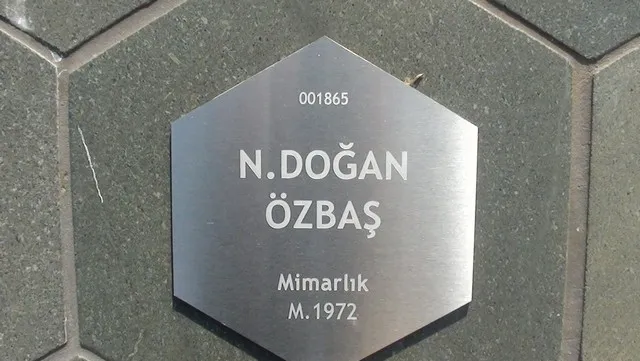 001865
N.DOĞAN
ÖZBAŞ
Mimarlık
M.1972